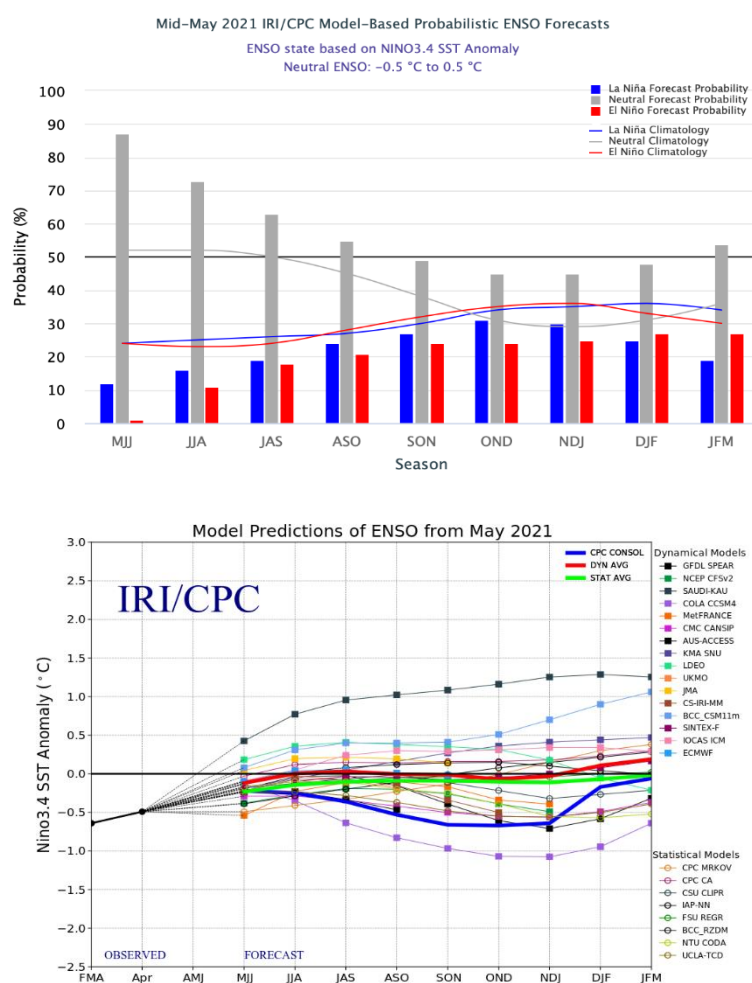 Mid-May 2021 IRI/CPC Model-Based Probabilistic ENSO Forecasts
ENSO state based on NINO3.4 SST Anomaly
Neutral ENSO: −0.5 °C to 0.5 °C
La Niña Forecast Probability
Neutral Forecast Probability
El Niño Forecast Probability
La Niña Climatology
Neutral Climatology
El Niño Climatology
Probability (%)
100
90
80
70
60
50
40
30
20
10
0
MJJ JJA JAS ASO SON OND NDJ DJF JFM
Season
Model Predictions of ENSO from May 2021
IRI/CPC
CPC CONSOL
DYN AVG
STAT AVG
Dynamical Models
GFDL SPEAR
NCEP CFSv2
SAUDI-KAU
COLA CCSM4
MetFRANCE
CMC CANSIP
AUS-ACCESS
KMA SNU
LDEO
UKMO
JMA
CS-IRI-MM
BCC_CSM11m
SINTEX-F
IOCAS ICM
ECMWF
Statistical Models
CPC MRKOV
CPC CA
CSU CLIPR
IAP-NN
FSU REGR
BCC_RZDM
NTU CODA
UCLA-TCD
Nino3.4 SST Anomaly (°C)
3.0
2.5
2.0
1.5
1.0
0.5
0.0
−0.5
−1.0
−1.5
−2.0
−2.5
OBSERVED FORECAST
FMA Apr AMJ MJJ JJA JAS ASO SON OND NDJ DJF JFM